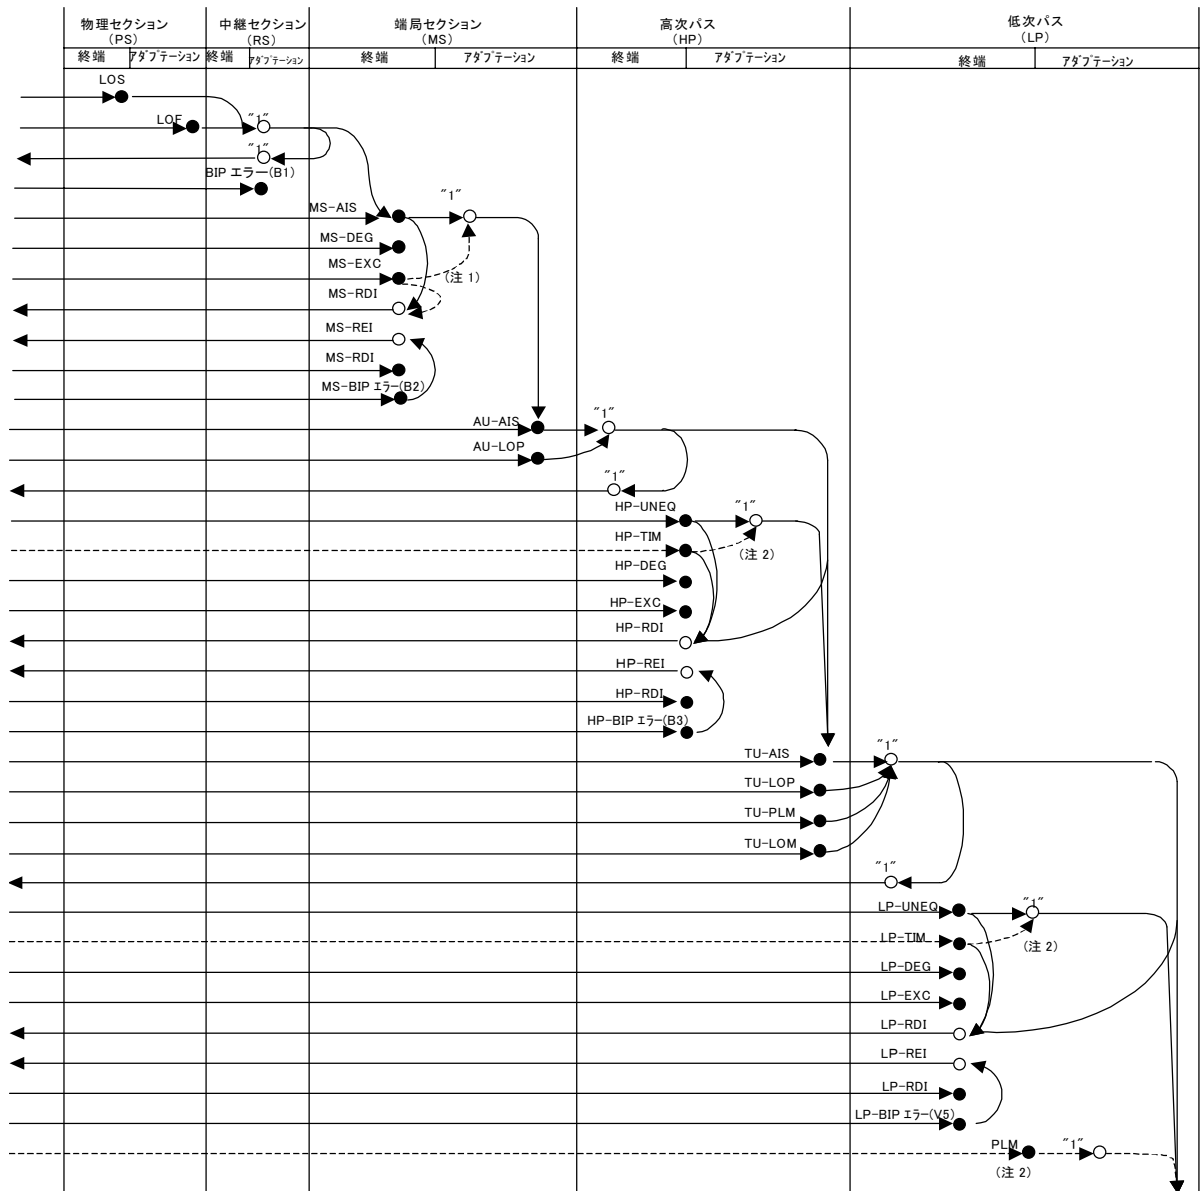 物理セクション 中継セクション 端局セクション 高次パス 低次パス
(PS) (RS) (MS) (HP) (LP)
終端 アダプテーション 終端 アダプテーション 終端 アダプテーション 終端 アダプテーション 終端 アダプテーション
LOS
LOF "1"
"1"
BIP エラー(B1)
MS-AIS "1"
MS-DEG
MS-EXC (注 1)
MS-RDI
MS-REI
MS-RDI
MS-BIP エラー(B2)
AU-AIS "1"
AU-LOP
"1"
HP-UNEQ "1"
HP-TIM (注 2)
HP-DEG
HP-EXC
HP-RDI
HP-REI
HP-RDI
HP-BIP エラー(B3)
TU-AIS "1"
TU-LOP
TU-PLM
TU-LOM
"1"
LP-UNEQ "1"
LP-TIM (注 2)
LP-DEG
LP-EXC
LP-RDI
LP-REI
LP-RDI
LP-BIP エラー(V5)
PLM "1"
(注 2)